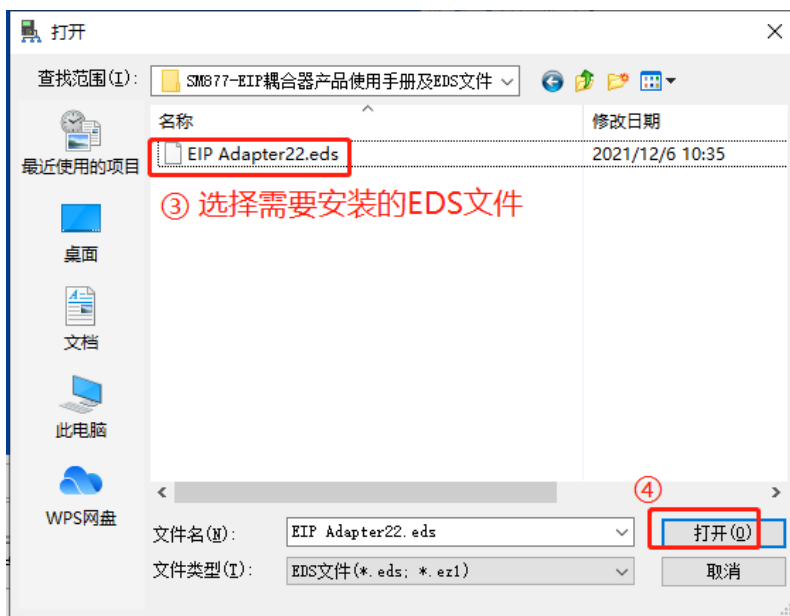 打开
查找范围(I):
SM877-EIP耦合器产品使用手册及EDS文件
名称
修改日期
EIP Adapter22.eds
2021/12/6 10:35
③ 选择需要安装的EDS文件
最近使用的项目
桌面
文档
此电脑
WPS网盘
④
文件名(N):
EIP Adapter22.eds
打开(O)
文件类型(T):
EDS文件(*.eds; *.ez1)
取消